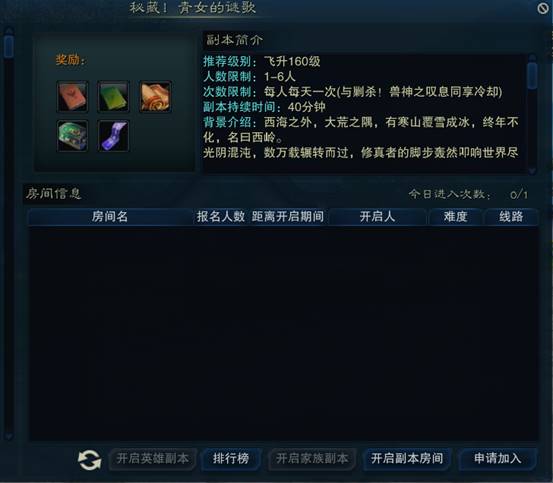 秘藏！青女的谜歌
奖励：
副本简介
推荐级别：飞升160级
人数限制：1-6人
次数限制：每人每天一次(与剿杀！兽神之叹息同享冷却)
副本持续时间：40分钟
背景介绍：西海之外，大荒之隅，有寒山覆雪成冰，终年不
化，名曰西岭。
光阴混沌，数万载辗转而过，修真者的脚步轰然叩响世界尽
房间信息
今日进入次数： 0/1
房间名 报名人数 距离开启期间 开启人 难度 线路
开启英雄副本 排行榜 开启家族副本 开启副本房间 申请加入